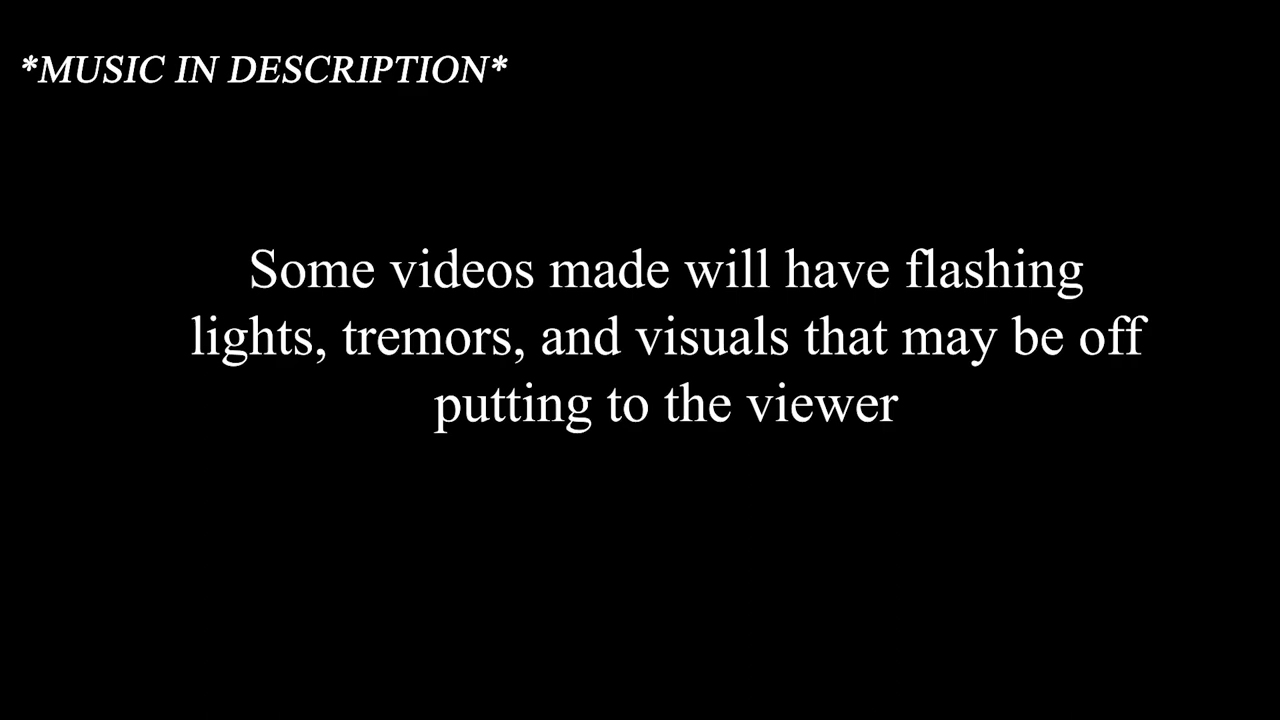 *MUSIC IN DESCRIPTION*
Some videos made will have flashing
lights, tremors, and visuals that may be off
putting to the viewer